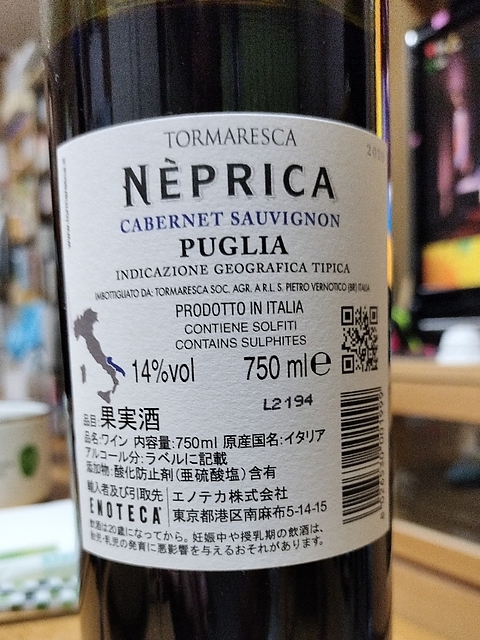 TORMARESCA
NÈPRICA
CABERNET SAUVIGNON
PUGLIA
INDICAZIONE GEOGRAFICA TIPICA
IMBOTTIGLIATO DA: TORMARESCA SOC. AGR. A R.L. S. PIETRO VERNOTICO (BR) ITALIA
PRODOTTO IN ITALIA
CONTIENE SOLFITI
CONTAINS SULPHITES
14%vol 750 ml e
L2194
品目 果実酒
品名:ワイン 内容量:750ml 原産国名:イタリア
アルコール分:ラベルに記載
添加物:酸化防止剤(亜硫酸塩)含有
輸入者及び引取先 エノテカ株式会社
ENOTECA 東京都港区南麻布5-14-15
飲酒は20歳になってから。妊娠中や授乳期の飲酒は、
胎児・乳児の発育に悪影響を与えるおそれがあります。